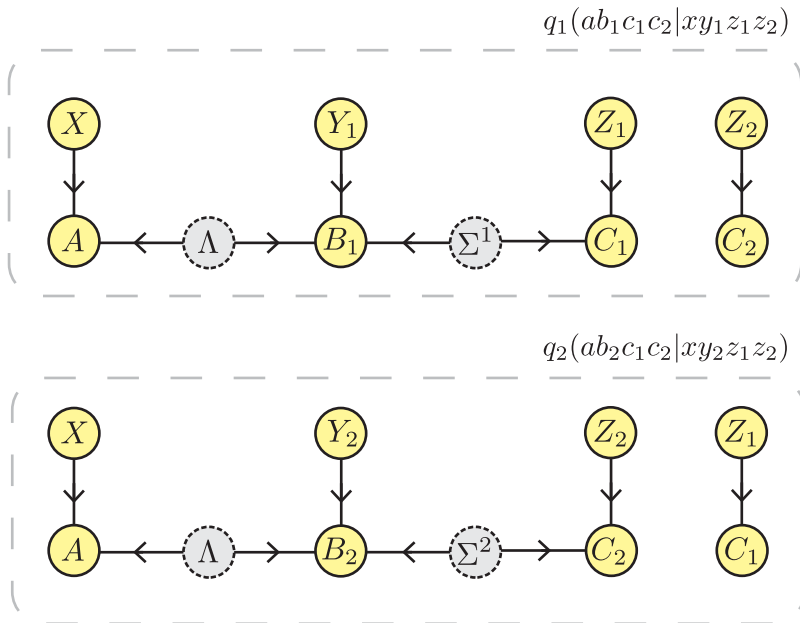 q₁(ab₁c₁c₂|xy₁z₁z₂)
X Y₁ Z₁ Z₂
A Λ B₁ Σ¹ C₁ C₂
q₂(ab₂c₁c₂|xy₂z₁z₂)
X Y₂ Z₂ Z₁
A Λ B₂ Σ² C₂ C₁